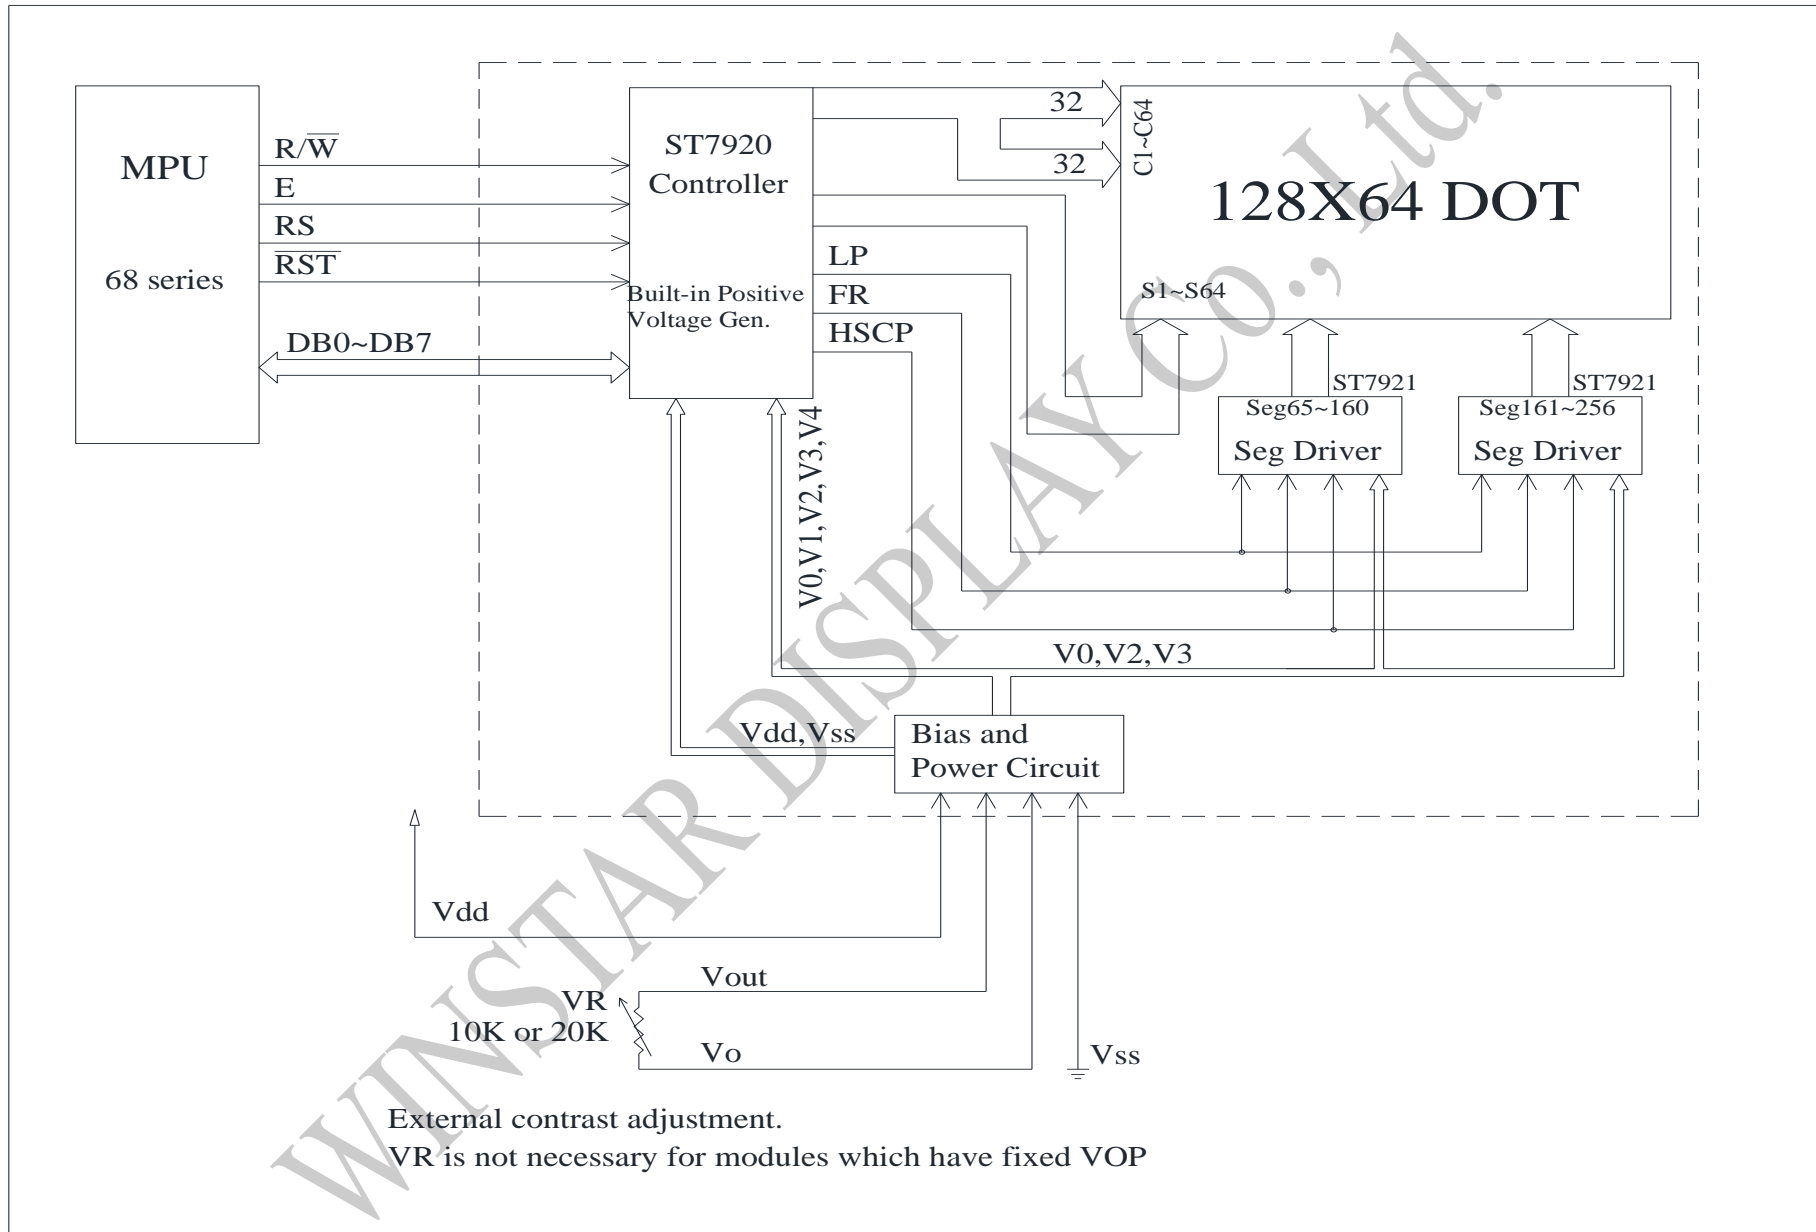 MPU
68 series
R/W̅
E
RS
R̅S̅T̅
DB0~DB7
ST7920
Controller
Built-in Positive
Voltage Gen.
32
32
C1~C64
128X64 DOT
S1~S64
LP
FR
HSCP
ST7921
Seg65~160
Seg Driver
ST7921
Seg161~256
Seg Driver
V0,V1,V2,V3,V4
V0,V2,V3
Vdd,Vss
Bias and
Power Circuit
Vdd
Vout
VR
10K or 20K
Vo
Vss
External contrast adjustment.
VR is not necessary for modules which have fixed VOP
WINSTAR DISPLAY Co., Ltd.